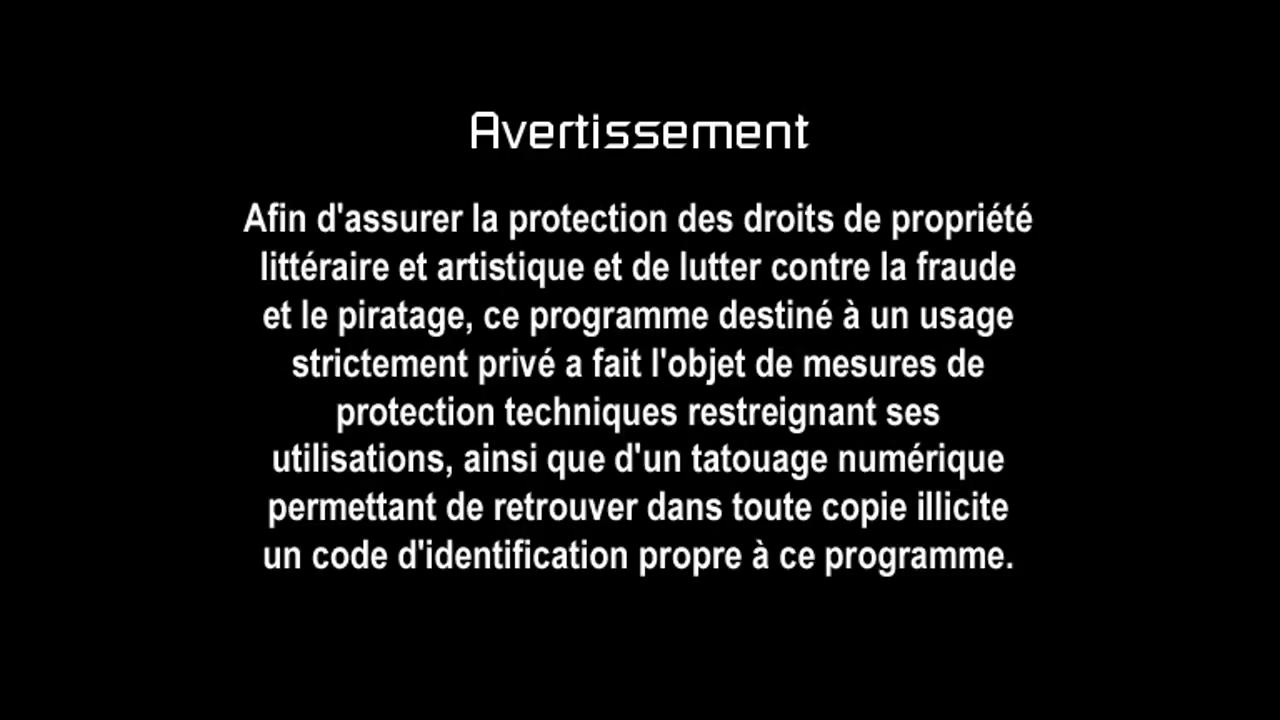 Avertissement
Afin d'assurer la protection des droits de propriété
littéraire et artistique et de lutter contre la fraude
et le piratage, ce programme destiné à un usage
strictement privé a fait l'objet de mesures de
protection techniques restreignant ses
utilisations, ainsi que d'un tatouage numérique
permettant de retrouver dans toute copie illicite
un code d'identification propre à ce programme.